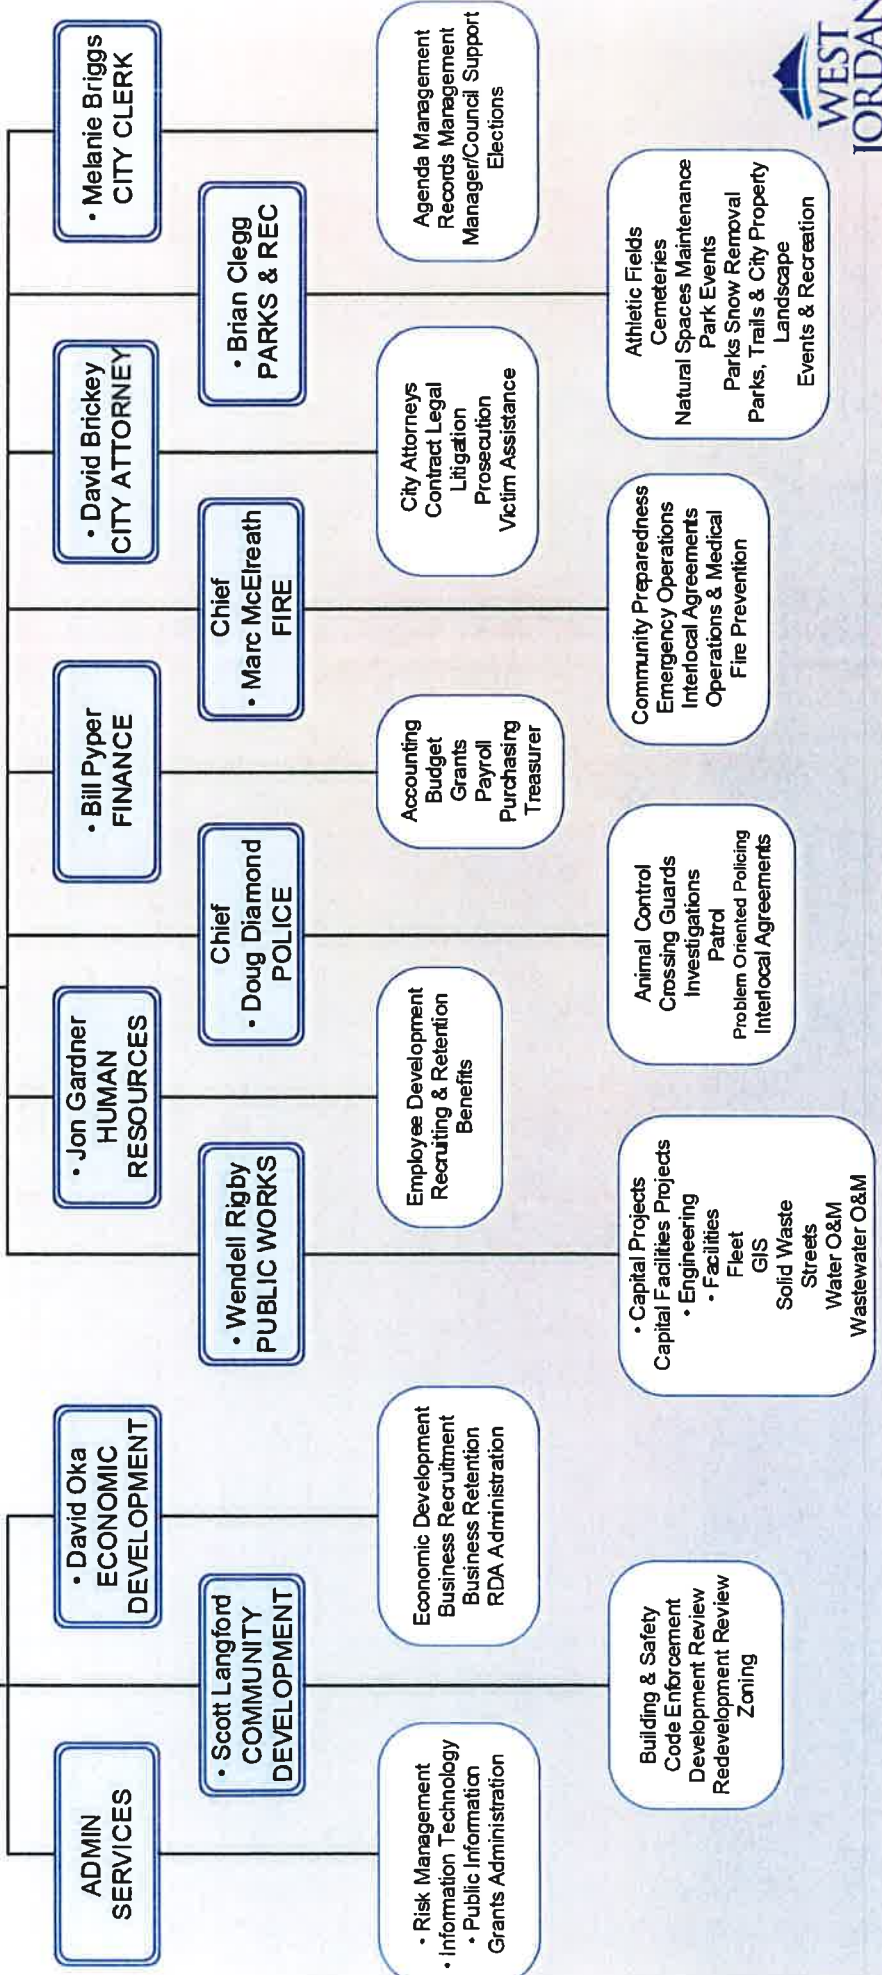 ADMIN
SERVICES
• Scott Langford
COMMUNITY
DEVELOPMENT
• David Oka
ECONOMIC
DEVELOPMENT
• Wendell Rigby
PUBLIC WORKS
• Jon Gardner
HUMAN
RESOURCES
Chief
• Doug Diamond
POLICE
• Bill Pyper
FINANCE
Chief
• Marc McElreath
FIRE
• David Brickey
CITY ATTORNEY
• Brian Clegg
PARKS & REC
• Melanie Briggs
CITY CLERK
• Risk Management
• Information Technology
• Public Information
Grants Administration
Building & Safety
Code Enforcement
Development Review
Redevelopment Review
Zoning
Economic Development
Business Recruitment
Business Retention
RDA Administration
• Capital Projects
Capital Facilities Projects
• Engineering
• Facilities
Fleet
GIS
Solid Waste
Streets
Water O&M
Wastewater O&M
Employee Development
Recruiting & Retention
Benefits
Animal Control
Crossing Guards
Investigations
Patrol
Problem Oriented Policing
Interlocal Agreements
Accounting
Budget
Grants
Payroll
Purchasing
Treasurer
Community Preparedness
Emergency Operations
Interlocal Agreements
Operations & Medical
Fire Prevention
City Attorneys
Contract Legal
Litigation
Prosecution
Victim Assistance
Athletic Fields
Cemeteries
Natural Spaces Maintenance
Park Events
Parks Snow Removal
Parks, Trails & City Property
Landscape
Events & Recreation
Agenda Management
Records Management
Manager/Council Support
Elections
WEST
JORDAN